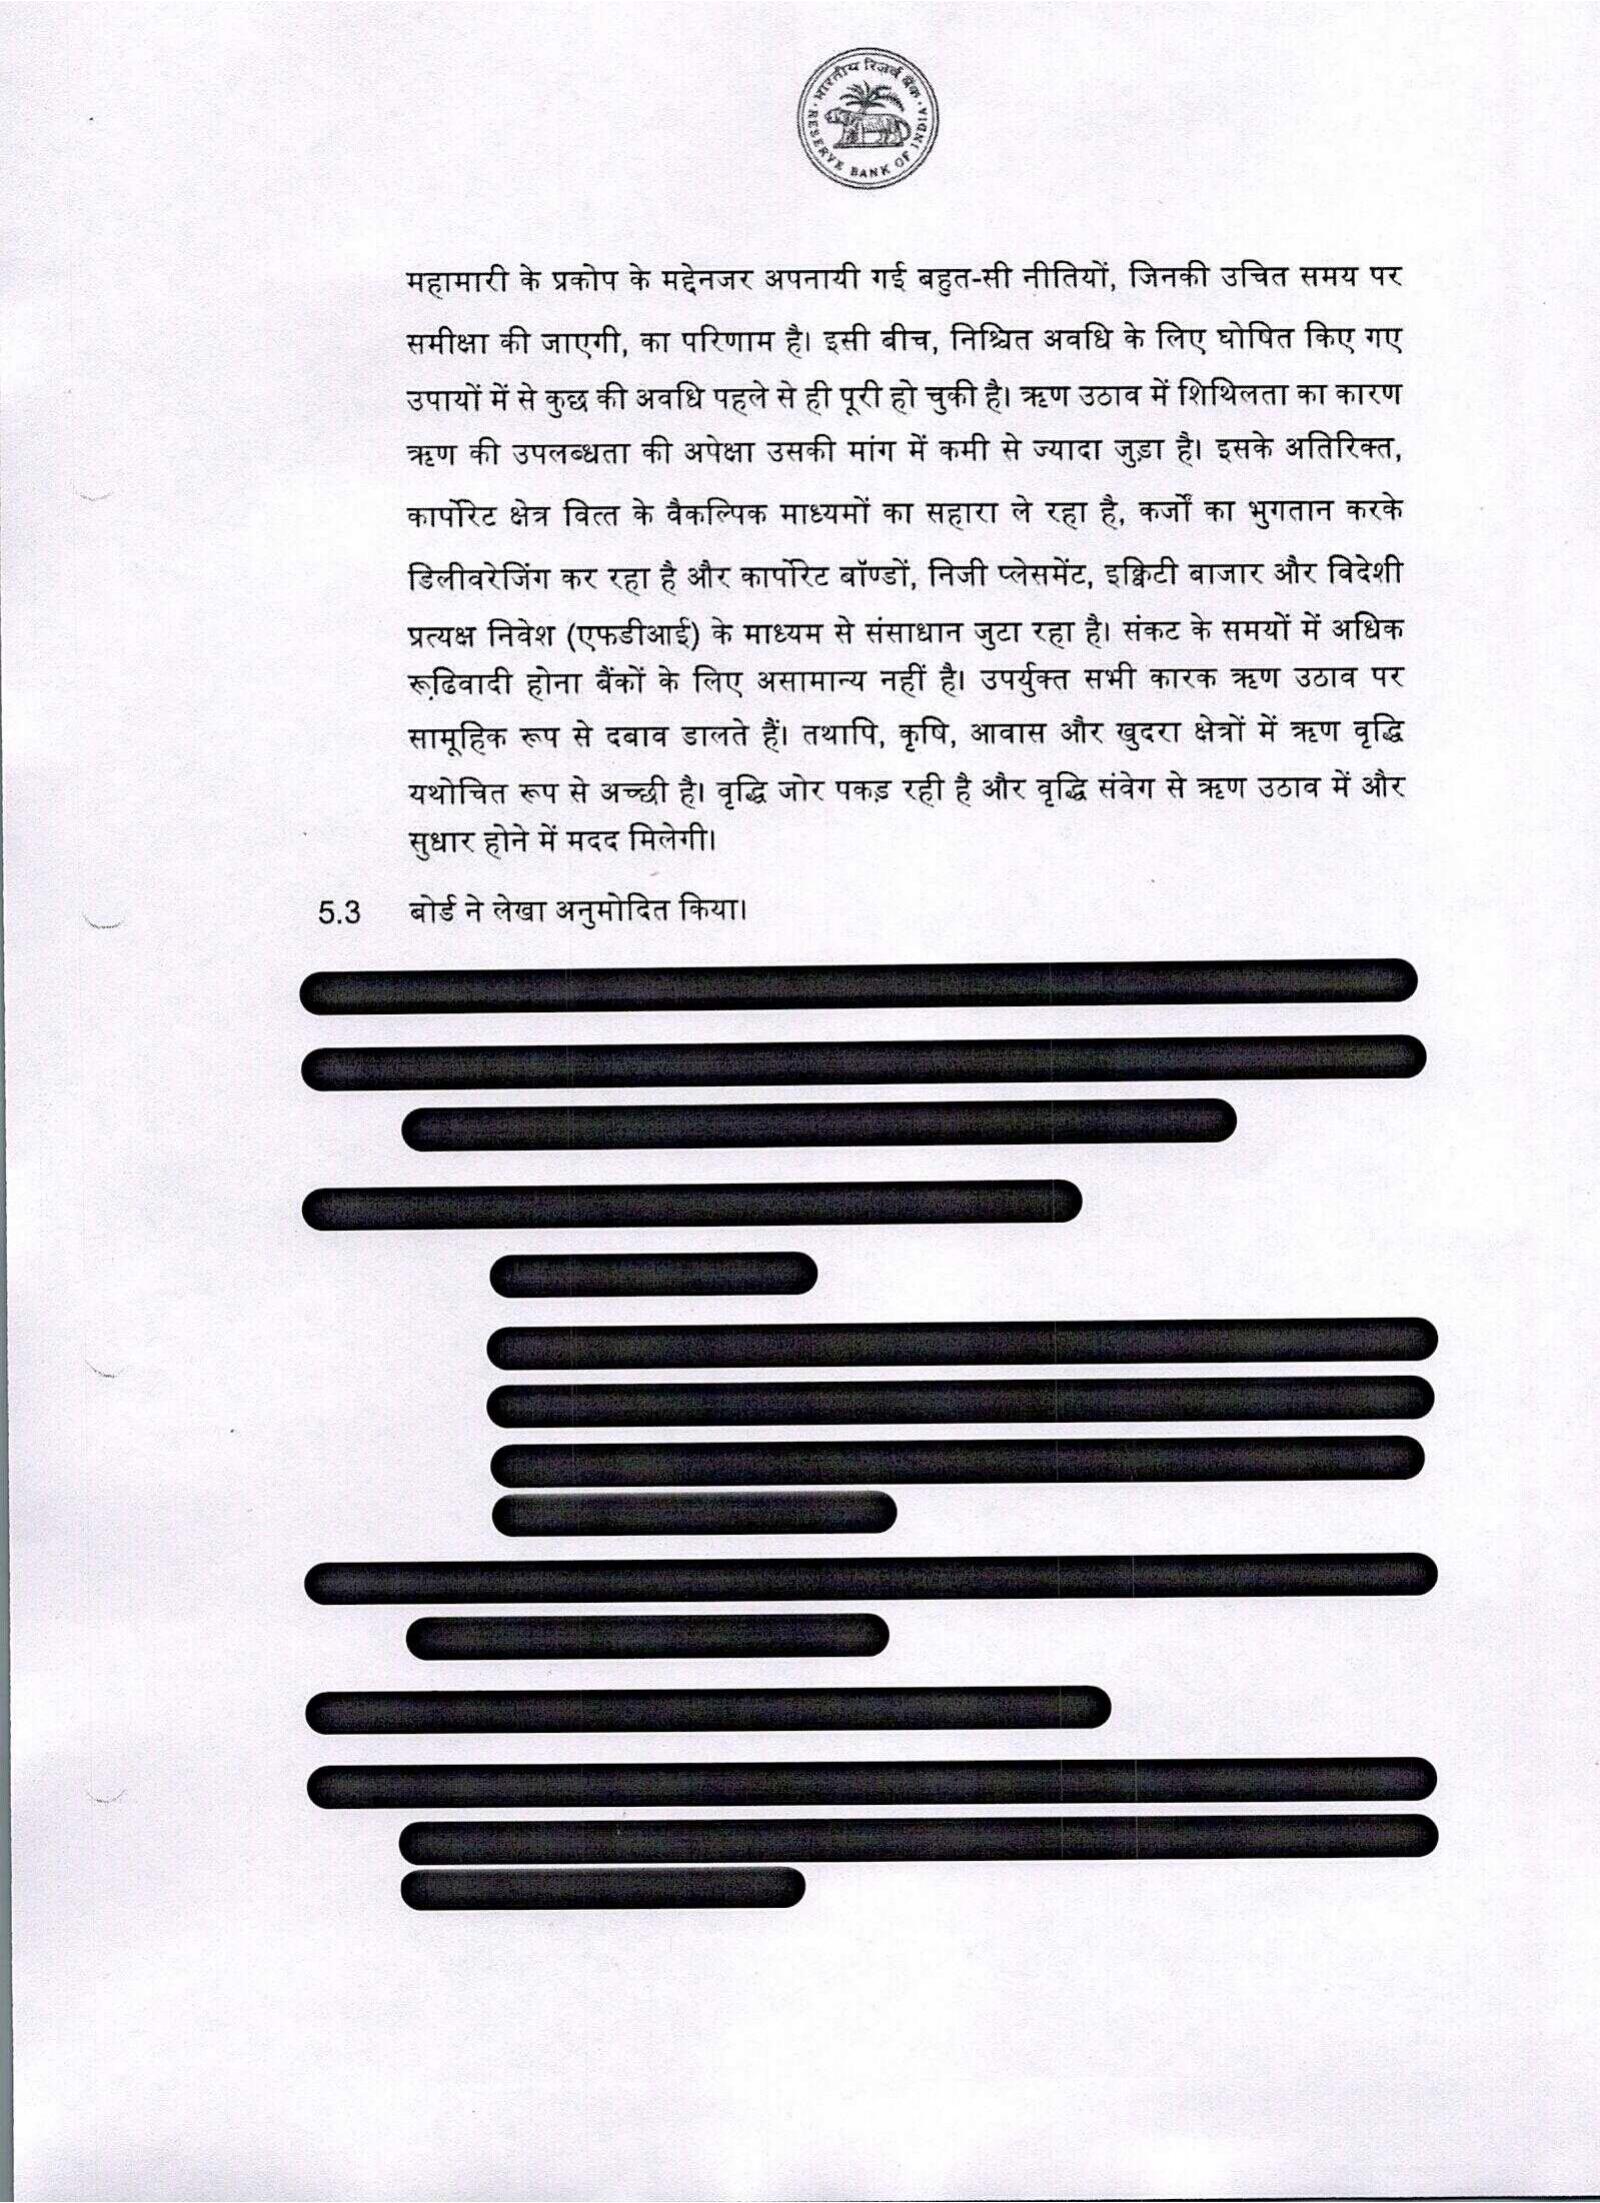 भारतीय रिज़र्व बैंक
RESERVE BANK OF INDIA
महामारी के प्रकोप के मद्देनजर अपनायी गई बहुत-सी नीतियों, जिनकी उचित समय पर
समीक्षा की जाएगी, का परिणाम है। इसी बीच, निश्चित अवधि के लिए घोषित किए गए
उपायों में से कुछ की अवधि पहले से ही पूरी हो चुकी है। ऋण उठाव में शिथिलता का कारण
ऋण की उपलब्धता की अपेक्षा उसकी मांग में कमी से ज्यादा जुड़ा है। इसके अतिरिक्त,
कार्पोरेट क्षेत्र वित्त के वैकल्पिक माध्यमों का सहारा ले रहा है, कर्जों का भुगतान करके
डिलीवरेजिंग कर रहा है और कार्पोरेट बॉण्डों, निजी प्लेसमेंट, इक्विटी बाजार और विदेशी
प्रत्यक्ष निवेश (एफडीआई) के माध्यम से संसाधान जुटा रहा है। संकट के समयों में अधिक
रूढ़िवादी होना बैंकों के लिए असामान्य नहीं है। उपर्युक्त सभी कारक ऋण उठाव पर
सामूहिक रूप से दबाव डालते हैं। तथापि, कृषि, आवास और खुदरा क्षेत्रों में ऋण वृद्धि
यथोचित रूप से अच्छी है। वृद्धि जोर पकड़ रही है और वृद्धि संवेग से ऋण उठाव में और
सुधार होने में मदद मिलेगी।
5.3 बोर्ड ने लेखा अनुमोदित किया।